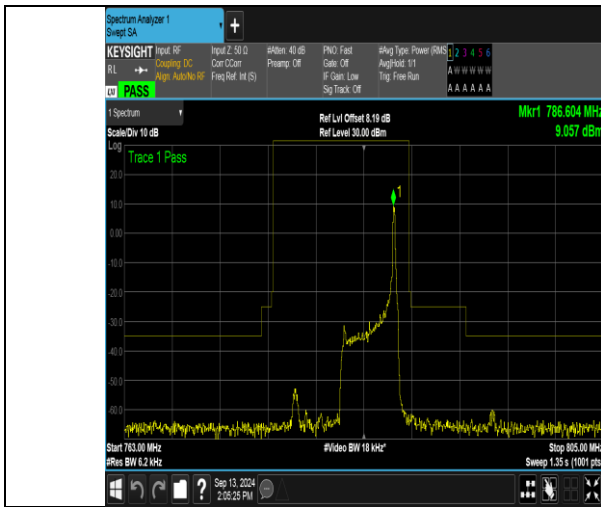 Spectrum Analyzer 1
Swept SA
+
KEYSIGHT Input: RF Input Z: 50 Ω #Atten: 40 dB PNO: Fast #Avg Type: Power (RMS 1 2 3 4 5 6
RL Coupling: DC Corr CCorr Preamp: Off Gate: Off Avg|Hold: 1/1 A W W W W W
Align: Auto/No RF Freq Ref: Int (S) IF Gain: Low Trig: Free Run
LXI PASS Sig Track: Off A A A A A A
1 Spectrum Ref Lvl Offset 8.19 dB Mkr1 786.604 MHz
Scale/Div 10 dB Ref Level 30.00 dBm 9.057 dBm
Log
Trace 1 Pass
20.0
1
10.0
0.00
-10.0
-20.0
-30.0
-40.0
-50.0
-60.0
Start 763.00 MHz #Video BW 18 kHz* Stop 805.00 MHz
#Res BW 6.2 kHz Sweep 1.35 s (1001 pts)
? Sep 13, 2024
2:05:25 PM